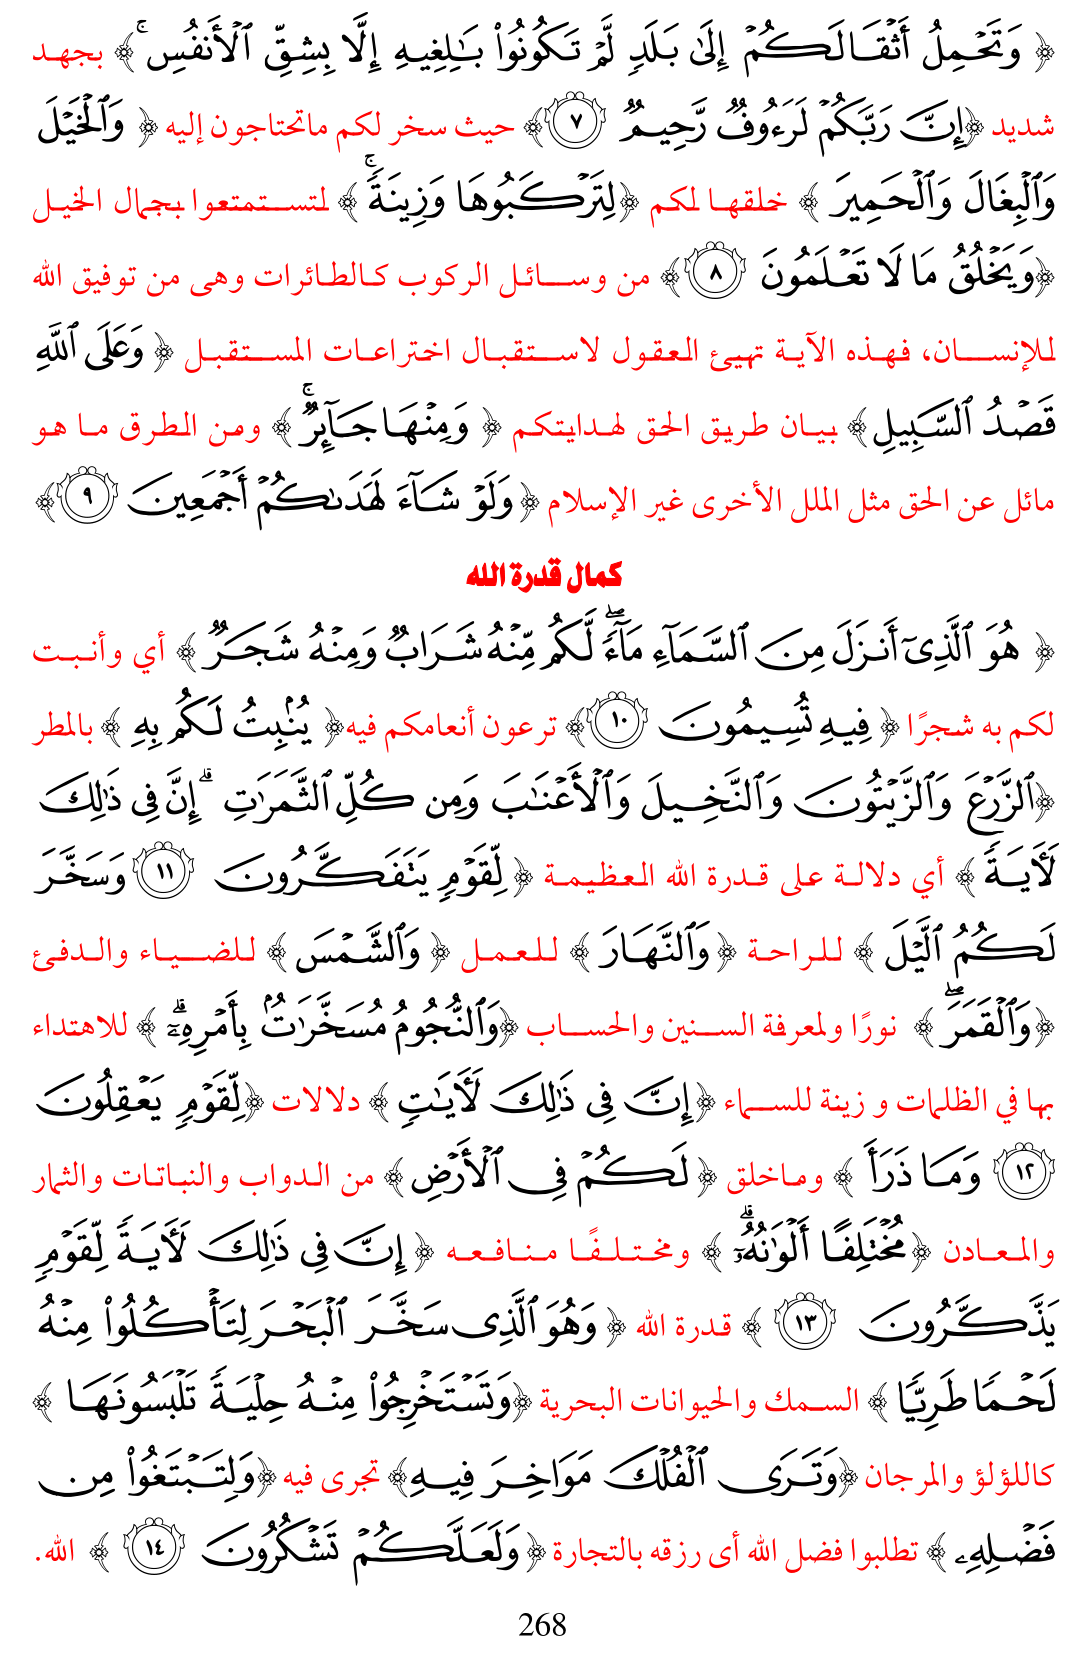 ﴿ وَتَحْمِلُ أَثْقَالَكُمْ إِلَىٰ بَلَدٍ لَّمْ تَكُونُوا۟ بَـٰلِغِيهِ إِلَّا بِشِقِّ ٱلْأَنفُسِ ۚ ﴾ بجهد
شديد ﴿إِنَّ رَبَّكُمْ لَرَءُوفٌ رَّحِيمٌ ٧﴾ حيث سخر لكم ماتحتاجون إليه ﴿ وَٱلْخَيْلَ
وَٱلْبِغَالَ وَٱلْحَمِيرَ ﴾ خلقها لكم ﴿لِتَرْكَبُوهَا وَزِينَةً ۚ ﴾ لتستمتعوا بجمال الخيل
﴿وَيَخْلُقُ مَا لَا تَعْلَمُونَ ٨﴾ من وسائل الركوب كالطائرات وهى من توفيق الله
للإنسان، فهذه الآية تهيئ العقول لاستقبال اختراعات المستقبل ﴿ وَعَلَى ٱللَّهِ
قَصْدُ ٱلسَّبِيلِ﴾ بيان طريق الحق لهدايتكم ﴿ وَمِنْهَا جَآئِرٌ ۚ ﴾ ومن الطرق ما هو
مائل عن الحق مثل الملل الأخرى غير الإسلام ﴿وَلَوْ شَآءَ لَهَدَىٰكُمْ أَجْمَعِينَ ٩﴾
كمال قدرة الله
﴿ هُوَ ٱلَّذِىٓ أَنزَلَ مِنَ ٱلسَّمَآءِ مَآءً ۖ لَّكُم مِّنْهُ شَرَابٌ وَمِنْهُ شَجَرٌ ﴾ أي وأنبت
لكم به شجرًا ﴿ فِيهِ تُسِيمُونَ ١٠﴾ ترعون أنعامكم فيه﴿ يُنۢبِتُ لَكُم بِهِ ﴾ بالمطر
﴿ٱلزَّرْعَ وَٱلزَّيْتُونَ وَٱلنَّخِيلَ وَٱلْأَعْنَـٰبَ وَمِن كُلِّ ٱلثَّمَرَٰتِ ۗ إِنَّ فِى ذَٰلِكَ
لَـَٔايَةً ﴾ أي دلالة على قدرة الله العظيمة ﴿ لِّقَوْمٍ يَتَفَكَّرُونَ ١١ وَسَخَّرَ
لَكُمُ ٱلَّيْلَ ﴾ للراحة ﴿وَٱلنَّهَارَ ﴾ للعمل ﴿ وَٱلشَّمْسَ﴾ للضياء والدفئ
﴿وَٱلْقَمَرَ ۖ ﴾ نورًا ولمعرفة السنين والحساب ﴿وَٱلنُّجُومُ مُسَخَّرَٰتٌۢ بِأَمْرِهِۦٓ ۗ ﴾ للاهتداء
بها في الظلمات و زينة للسماء ﴿إِنَّ فِى ذَٰلِكَ لَـَٔايَـٰتٍ ﴾ دلالات ﴿لِّقَوْمٍ يَعْقِلُونَ
١٢ وَمَا ذَرَأَ ﴾ وماخلق ﴿ لَكُمْ فِى ٱلْأَرْضِ ﴾ من الدواب والنباتات والثمار
والمعادن ﴿مُخْتَلِفًا أَلْوَٰنُهُۥٓ ۗ ﴾ ومختلفًا منافعه ﴿ إِنَّ فِى ذَٰلِكَ لَـَٔايَةً لِّقَوْمٍ
يَذَّكَّرُونَ ١٣ ﴾ قدرة الله ﴿ وَهُوَ ٱلَّذِى سَخَّرَ ٱلْبَحْرَ لِتَأْكُلُوا۟ مِنْهُ
لَحْمًا طَرِيًّا ﴾ السمك والحيوانات البحرية ﴿وَتَسْتَخْرِجُوا۟ مِنْهُ حِلْيَةً تَلْبَسُونَهَا ﴾
كاللؤلؤ والمرجان ﴿وَتَرَى ٱلْفُلْكَ مَوَاخِرَ فِيهِ﴾ تجرى فيه ﴿وَلِتَبْتَغُوا۟ مِن
فَضْلِهِۦ ﴾ تطلبوا فضل الله أى رزقه بالتجارة ﴿وَلَعَلَّكُمْ تَشْكُرُونَ ١٤ ﴾ الله.
268